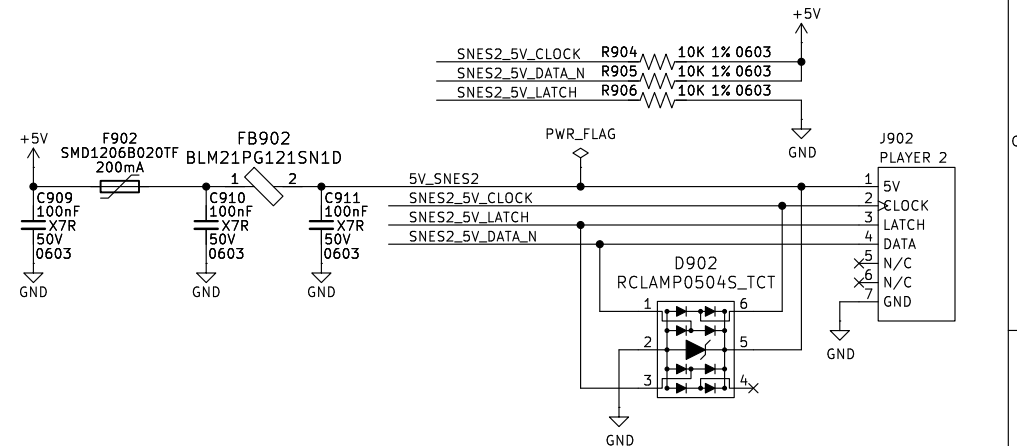 +5V
SNES2_5V_CLOCK R904 10K 1% 0603
SNES2_5V_DATA_N R905 10K 1% 0603
SNES2_5V_LATCH R906 10K 1% 0603
GND
PWR_FLAG
+5V
F902
SMD1206B020TF
200mA
FB902
BLM21PG121SN1D
1 2
C909
100nF
X7R
50V
0603
GND
C910
100nF
X7R
50V
0603
GND
C911
100nF
X7R
50V
0603
GND
5V_SNES2
SNES2_5V_CLOCK
SNES2_5V_LATCH
SNES2_5V_DATA_N
J902
PLAYER 2
1 5V
2 CLOCK
3 LATCH
4 DATA
5 N/C
6 N/C
7 GND
GND
D902
RCLAMP0504S_TCT
1 6
2 5
3 4
GND
C